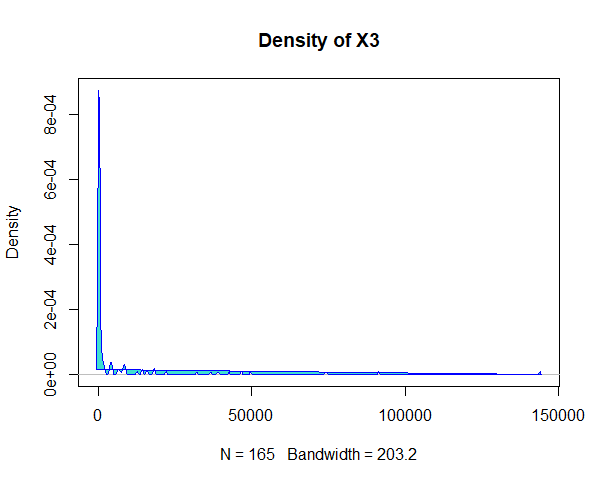 Density of X3
Density
8e-04
6e-04
4e-04
2e-04
0e+00
0 50000 100000 150000
N = 165 Bandwidth = 203.2